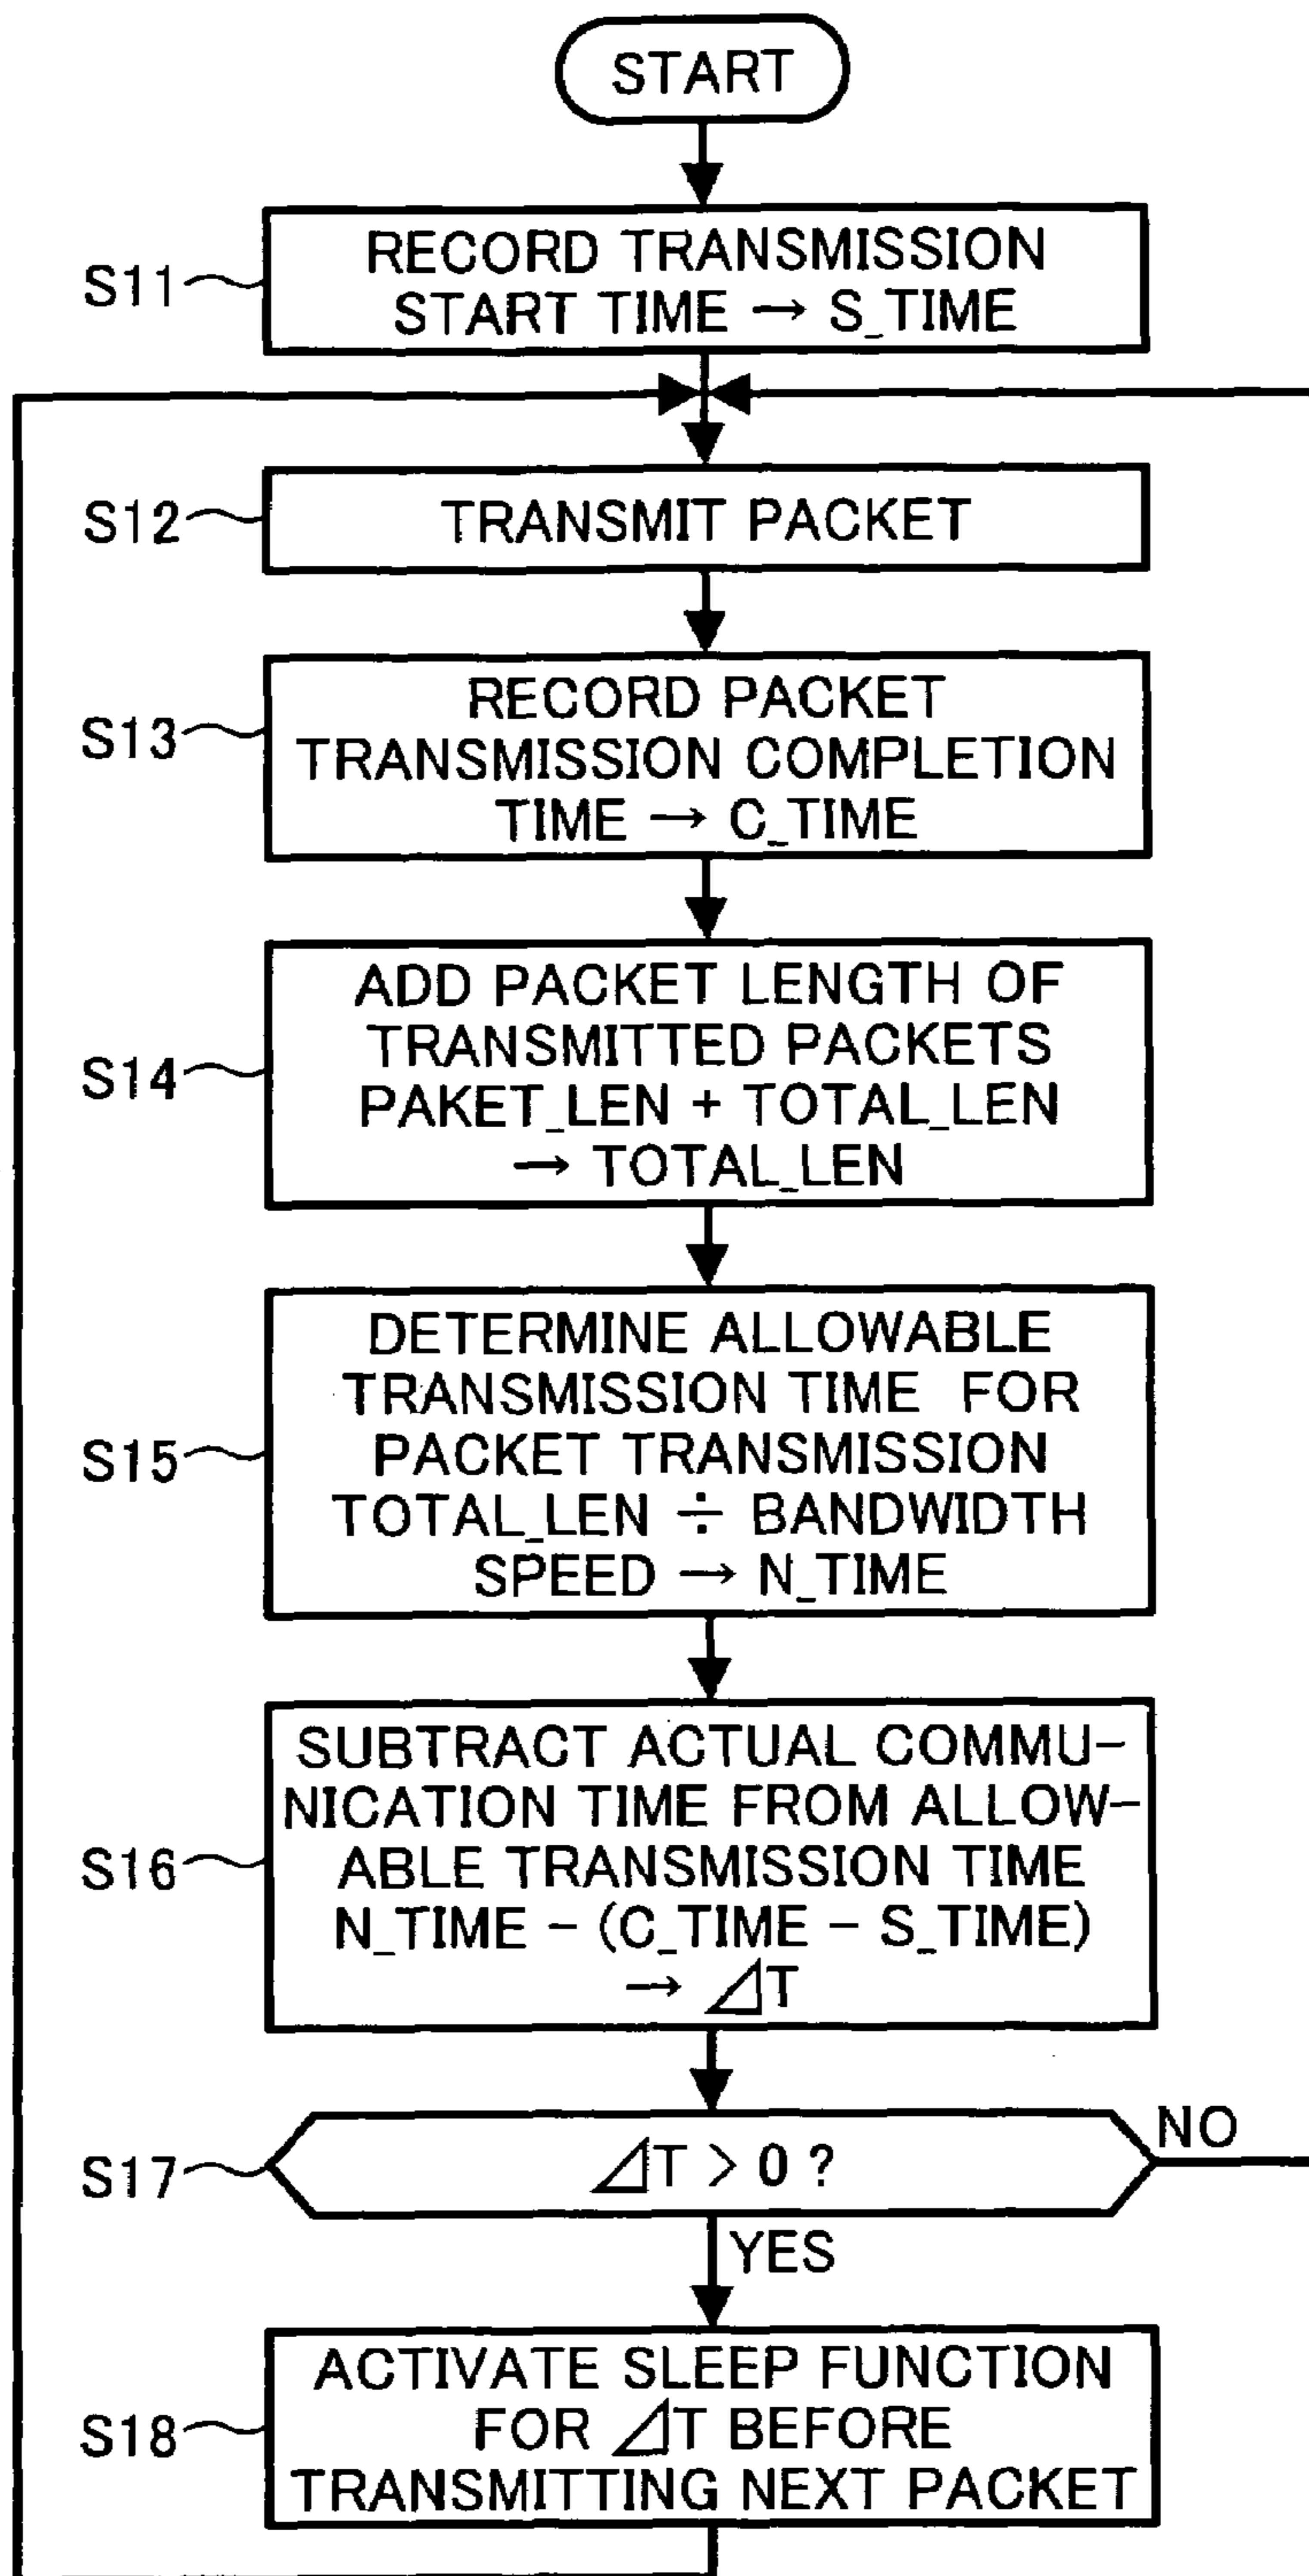 START
S11
RECORD TRANSMISSION
START TIME → S_TIME
S12
TRANSMIT PACKET
S13
RECORD PACKET
TRANSMISSION COMPLETION
TIME → C_TIME
S14
ADD PACKET LENGTH OF
TRANSMITTED PACKETS
PAKET_LEN + TOTAL_LEN
→ TOTAL_LEN
S15
DETERMINE ALLOWABLE
TRANSMISSION TIME FOR
PACKET TRANSMISSION
TOTAL_LEN ÷ BANDWIDTH
SPEED → N_TIME
S16
SUBTRACT ACTUAL COMMU-
NICATION TIME FROM ALLOW-
ABLE TRANSMISSION TIME
N_TIME - (C_TIME - S_TIME)
→ ⊿T
S17
⊿T > 0 ?
NO
YES
S18
ACTIVATE SLEEP FUNCTION
FOR ⊿T BEFORE
TRANSMITTING NEXT PACKET